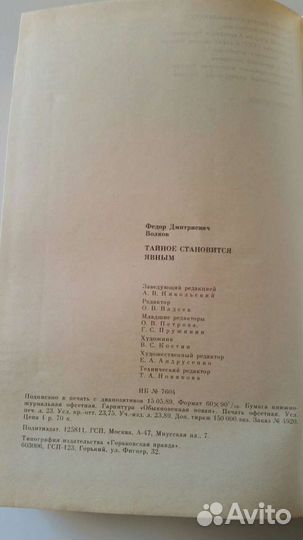 Федор Дмитриевич
Волков
ТАЙНОЕ СТАНОВИТСЯ
ЯВНЫМ
Заведующий редакцией
А. В. Никольский
Редактор
О. В. Вадеев
Младшие редакторы
О. В. Петрова,
Г. С. Пружинин
Художник
В. С. Костин
Художественный редактор
Е. А. Андрусенко
Технический редактор
Т. А. Новикова
ИБ № 7604
Подписано в печать с диапозитивов 15.05.89. Формат 60×90¹/₁₆. Бумага книжно-
журнальная офсетная. Гарнитура «Обыкновенная новая». Печать офсетная. Усл.
печ. л. 23. Усл. кр.-отт. 23,75. Уч.-изд. л. 23,89. Доп. тираж 150 000 экз. Заказ № 4920.
Цена 1 р. 70 к.
Политиздат. 125811, ГСП, Москва, А-47, Миусская пл., 7.
Типография издательства «Горьковская правда».
603006, ГСП-123, Горький, ул. Фигнер, 32.
Avito